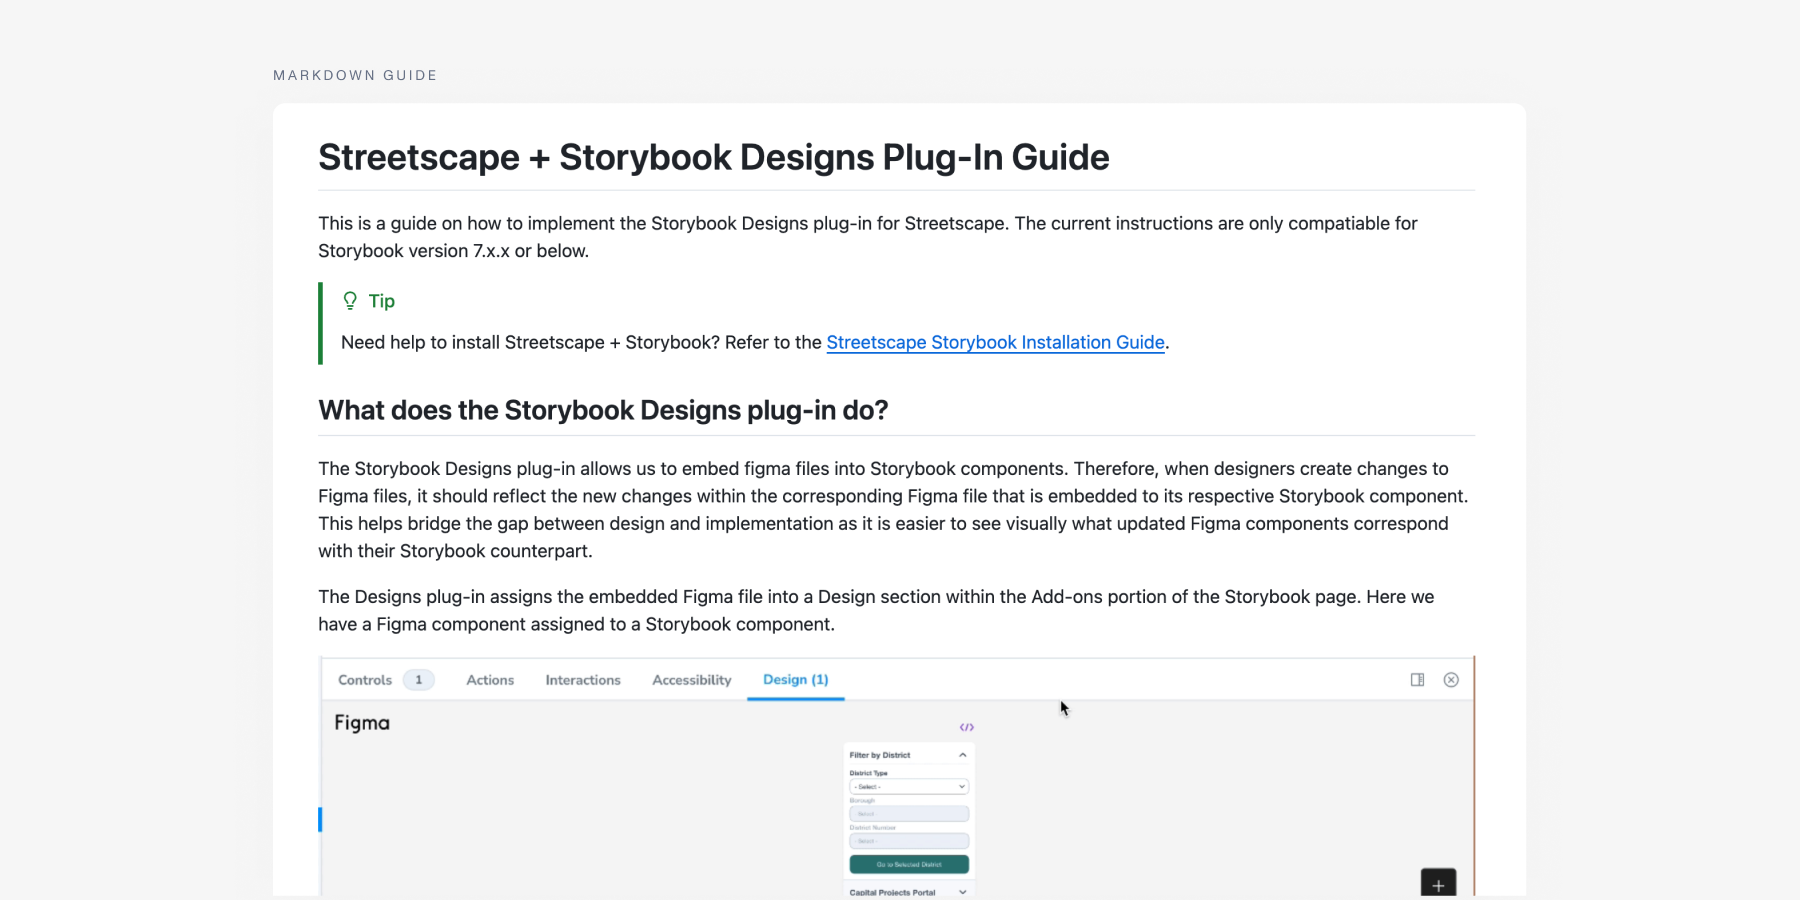 MARKDOWN GUIDE
Streetscape + Storybook Designs Plug-In Guide
This is a guide on how to implement the Storybook Designs plug-in for Streetscape. The current instructions are only compatiable for
Storybook version 7.x.x or below.
Tip
Need help to install Streetscape + Storybook? Refer to the Streetscape Storybook Installation Guide.
What does the Storybook Designs plug-in do?
The Storybook Designs plug-in allows us to embed figma files into Storybook components. Therefore, when designers create changes to
Figma files, it should reflect the new changes within the corresponding Figma file that is embedded to its respective Storybook component.
This helps bridge the gap between design and implementation as it is easier to see visually what updated Figma components correspond
with their Storybook counterpart.
The Designs plug-in assigns the embedded Figma file into a Design section within the Add-ons portion of the Storybook page. Here we
have a Figma component assigned to a Storybook component.
Controls 1 Actions Interactions Accessibility Design (1)
Figma
</>
Filter by District
District Type
- Select -
Borough
- Select
District Number
- Select -
Go to Selected District
Capital Projects Portal
+